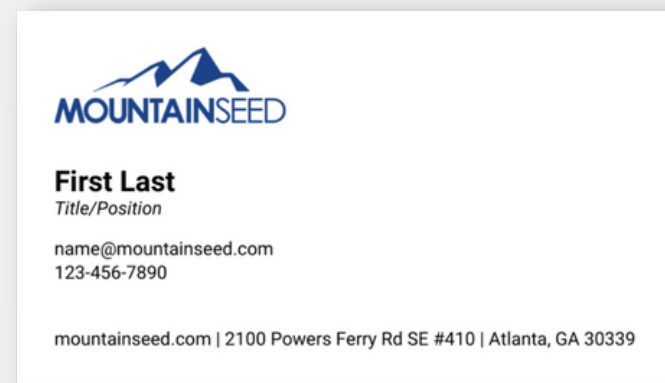 MOUNTAINSEED
First Last
Title/Position
name@mountainseed.com
123-456-7890
mountainseed.com | 2100 Powers Ferry Rd SE #410 | Atlanta, GA 30339